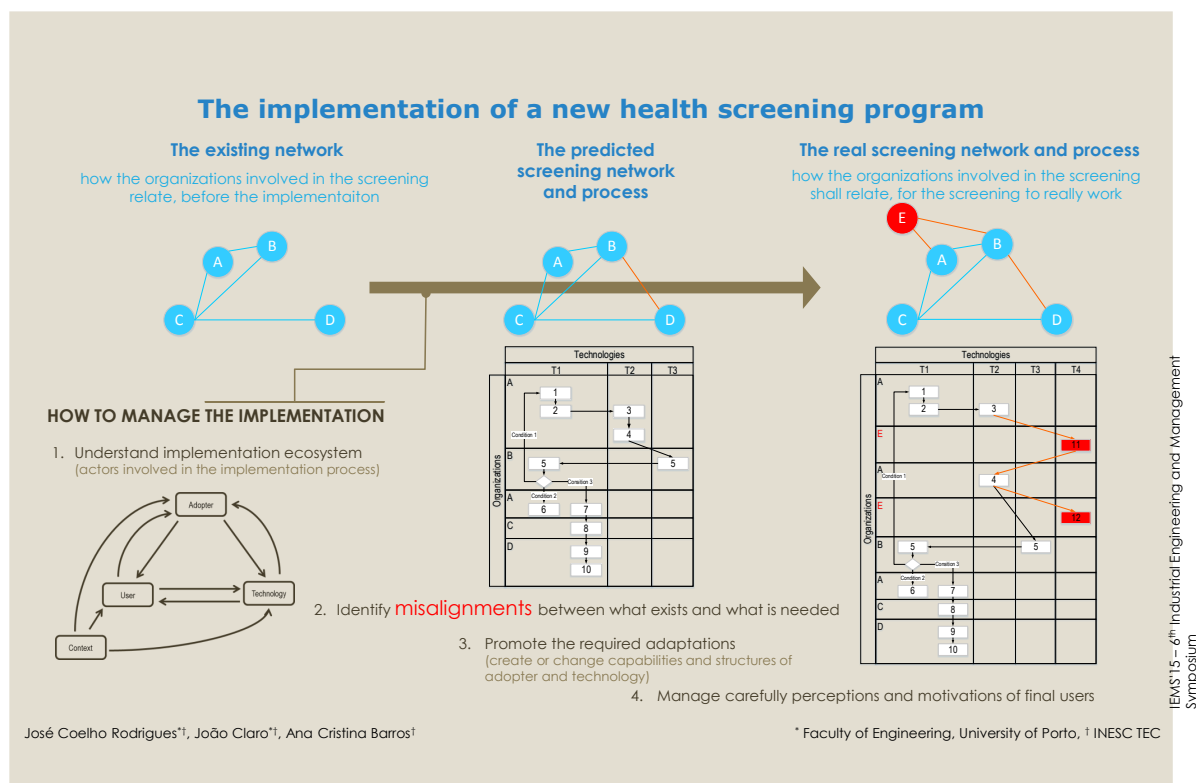 The implementation of a new health screening program
The existing network
how the organizations involved in the screening
relate, before the implementaiton
The predicted
screening network
and process
The real screening network and process
how the organizations involved in the screening
shall relate, for the screening to really work
A
B
C
D
A
B
C
D
E
A
B
C
D
HOW TO MANAGE THE IMPLEMENTATION
1. Understand implementation ecosystem
(actors involved in the implementation process)
Adopter
User
Technology
Context
Technologies
T1 T2 T3
Organizations
A
1
2 3
4
Condition 1
B
5 5
Condition 3
Condition 2
A
6 7
C
8
D
9
10
Technologies
T1 T2 T3 T4
Organizations
A
1
2 3
E
11
A
Condition 1
4
E
12
B
5 5
Condition 3
Condition 2
A
6 7
C
8
D
9
10
2. Identify misalignments between what exists and what is needed
3. Promote the required adaptations
(create or change capabilities and structures of
adopter and technology)
4. Manage carefully perceptions and motivations of final users
José Coelho Rodrigues*†, João Claro*†, Ana Cristina Barros†
* Faculty of Engineering, University of Porto, † INESC TEC
IEMS'15 – 6th Industrial Engineering and Management
Symposium